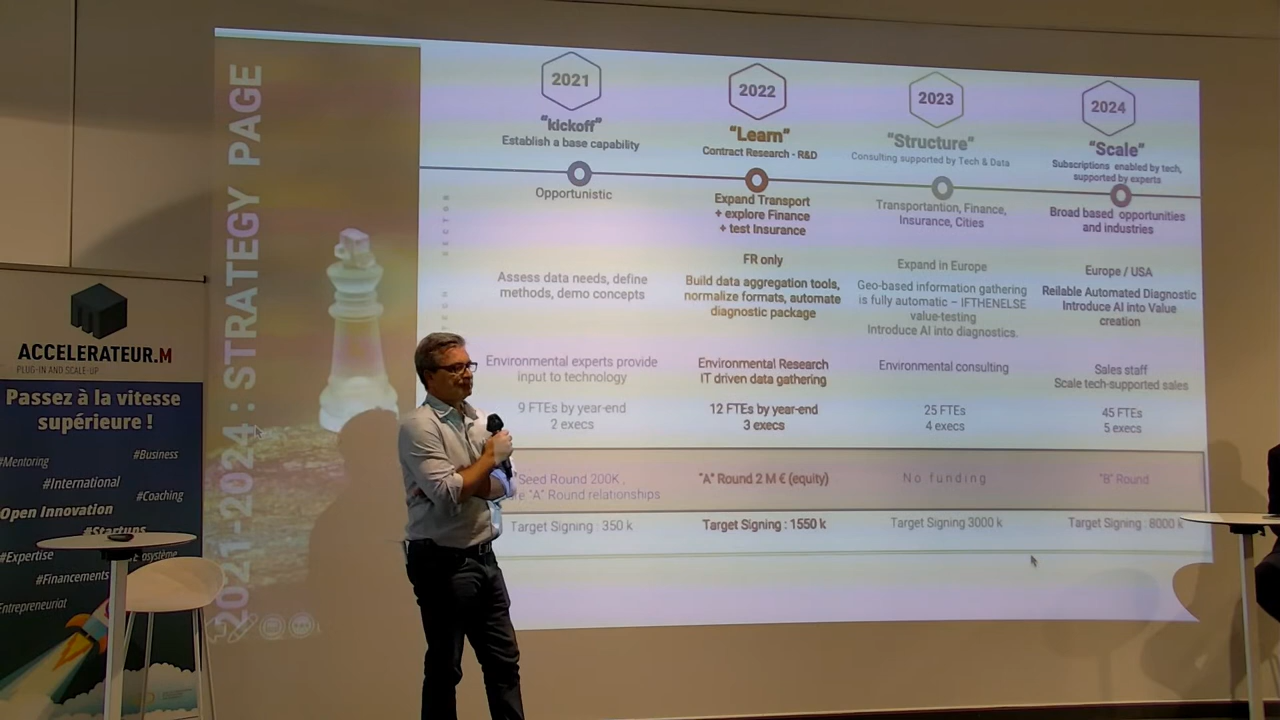 2021-2024 : STRATEGY PAGE
2021
"kickoff"
Establish a base capability
Opportunistic
Assess data needs, define
methods, demo concepts
Environmental experts provide
input to technology
9 FTEs by year-end
2 execs
"Seed Round 200K ,
"A" Round relationships
Target Signing : 350 k
2022
"Learn"
Contract Research - R&D
Expand Transport
+ explore Finance
+ test Insurance
FR only
Build data aggregation tools,
normalize formats, automate
diagnostic package
Environmental Research
IT driven data gathering
12 FTEs by year-end
3 execs
"A" Round 2 M € (equity)
Target Signing : 1550 k
2023
"Structure"
Consulting supported by Tech & Data
Transportantion, Finance,
Insurance, Cities
Expand in Europe
Geo-based information gathering
is fully automatic – IFTHENELSE
value-testing
Introduce AI into diagnostics.
Environmental consulting
25 FTEs
4 execs
No funding
Target Signing 3000 k
2024
"Scale"
Subscriptions enabled by tech,
supported by experts
Broad based opportunities
and industries
Europe / USA
Reilable Automated Diagnostic
Introduce AI into Value
creation
Sales staff
Scale tech-supported sales
45 FTEs
5 execs
"B" Round
Target Signing : 8000 k
SECTOR
ACCELERATEUR.M
PLUG-IN AND SCALE-UP
Passez à la vitesse
supérieure !
#Mentoring
#Business
#International
#Coaching
Open Innovation
#Startups
#Expertise
#Financements
Entrepreneuriat